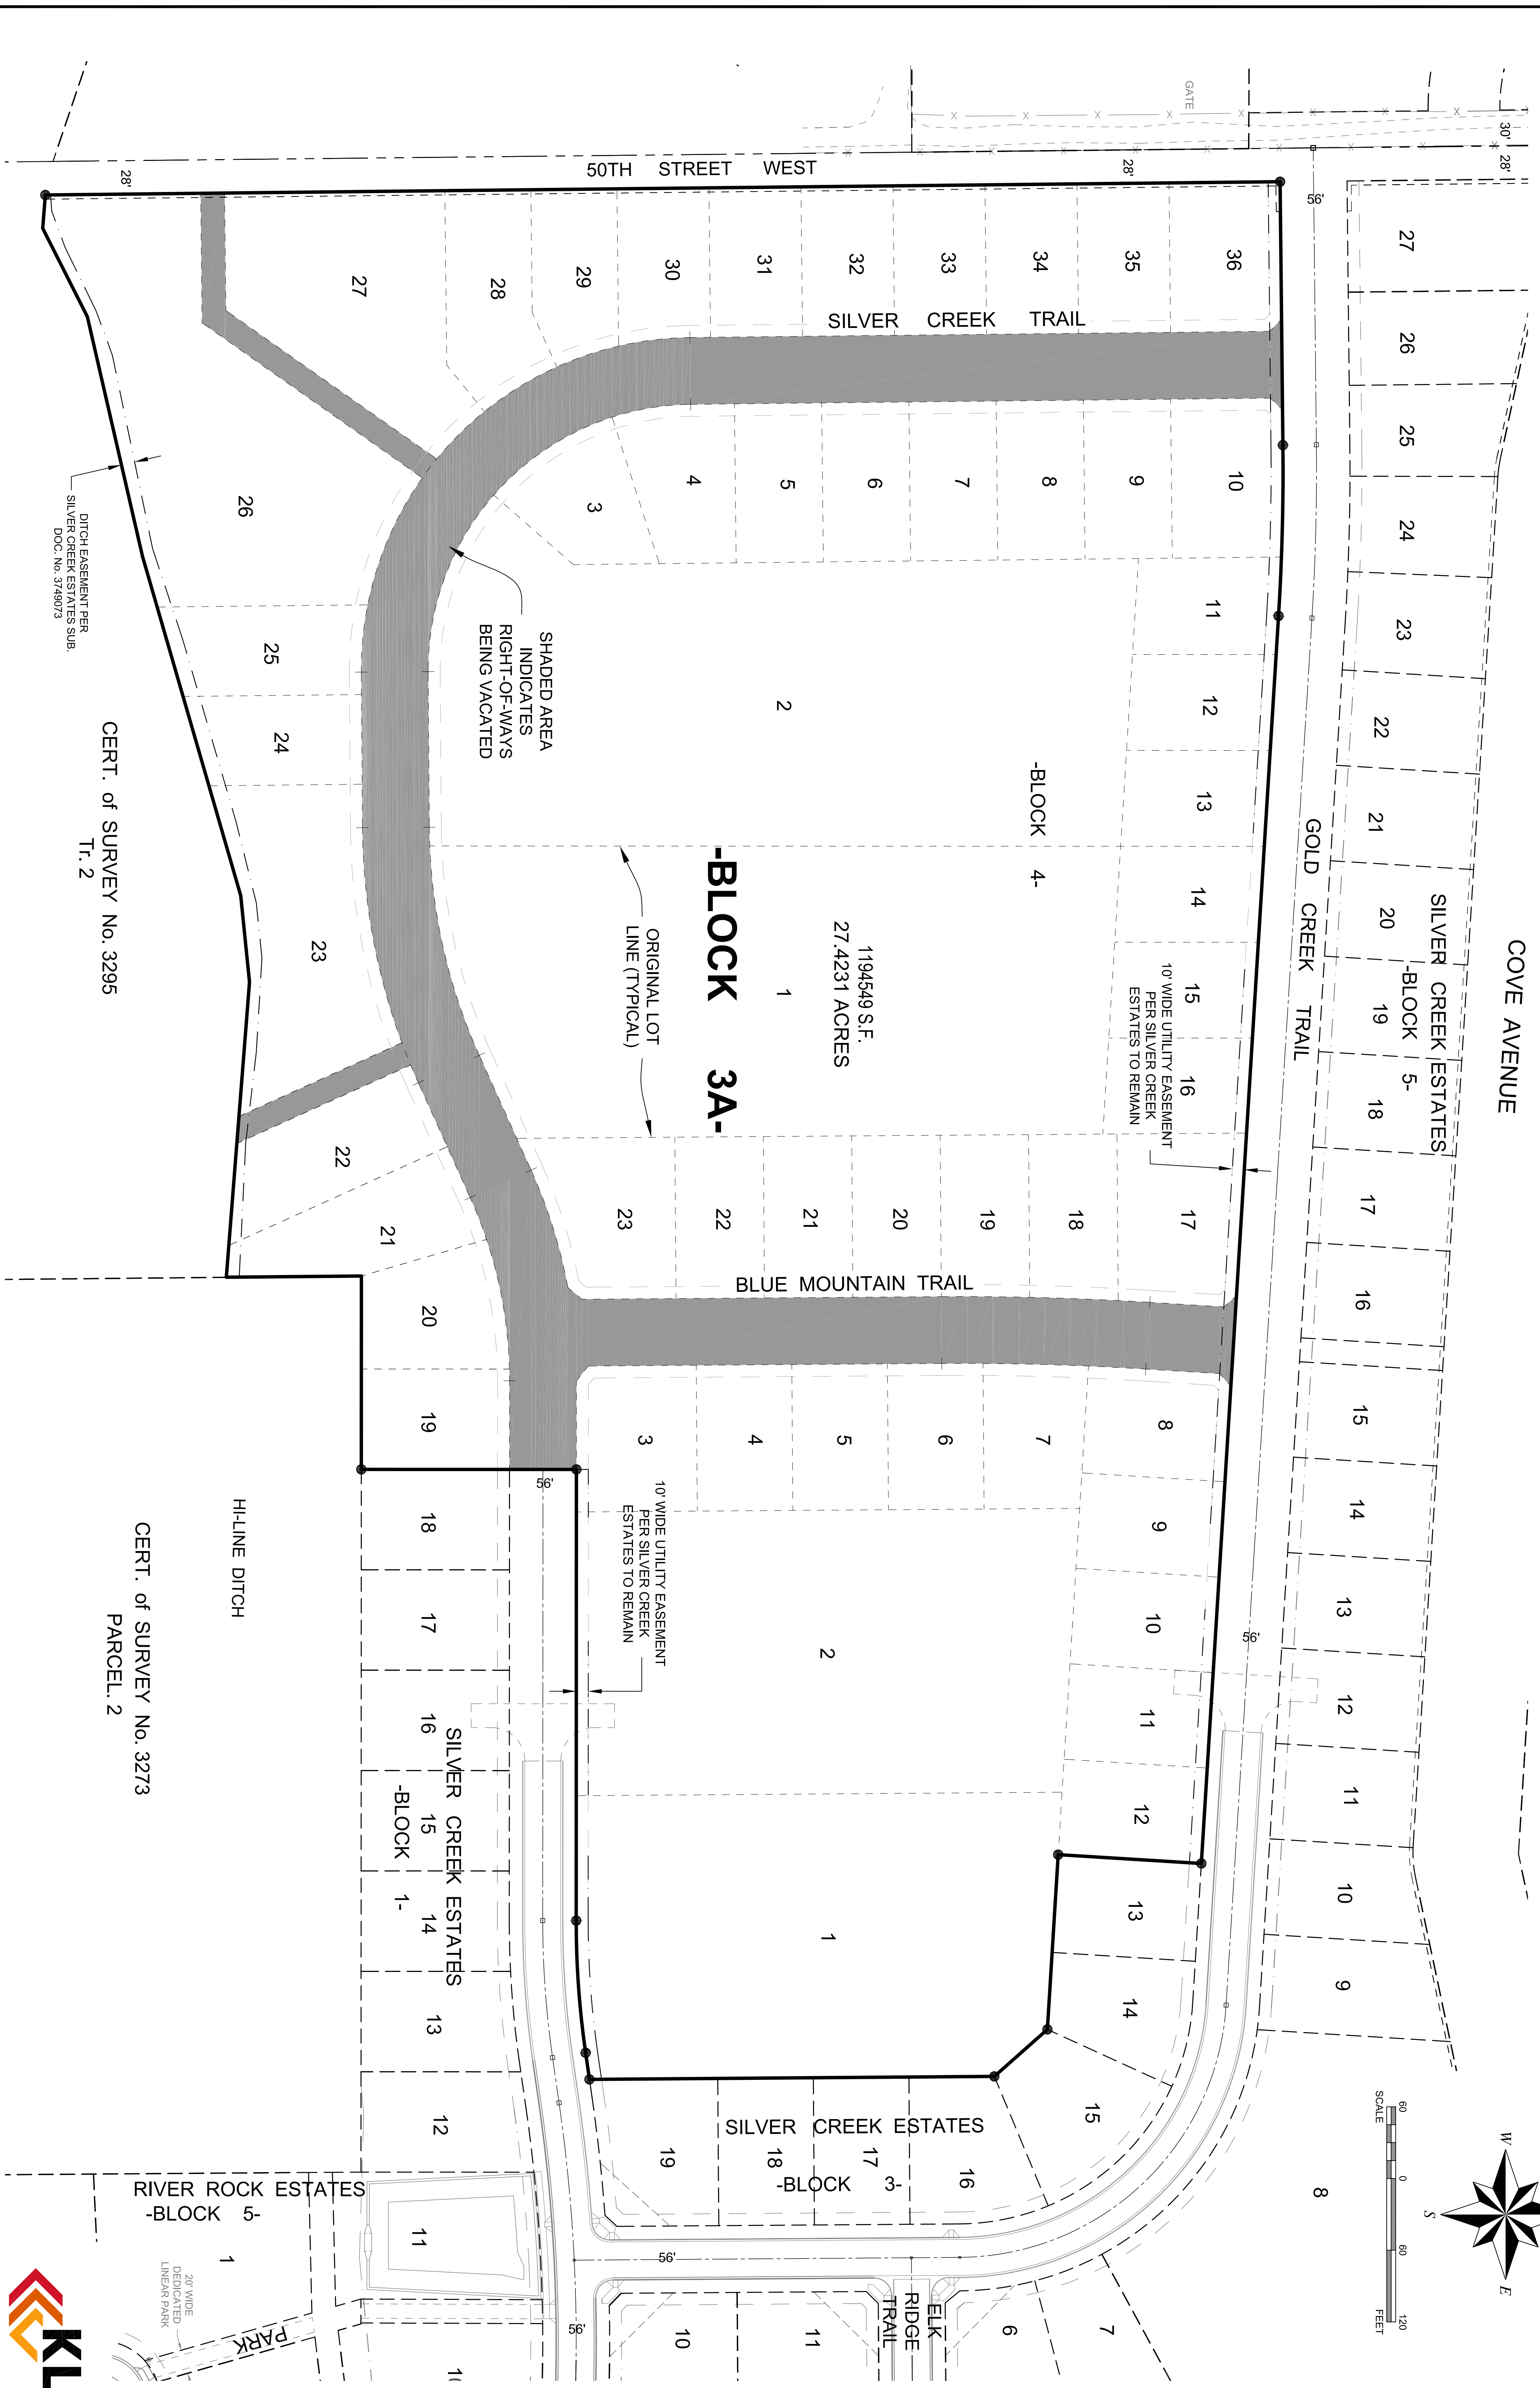 COVE AVENUE
30'
28'
GATE
28'
28'
50TH STREET WEST
56'
27
26
25
24
23
22
21
20
19
18
17
16
15
14
13
12
11
10
9
8
SILVER CREEK ESTATES
-BLOCK 5-
GOLD CREEK TRAIL
56'
36
35
34
33
32
31
30
29
28
27
SILVER CREEK TRAIL
10
9
8
7
6
5
4
3
11
12
13
14
15
16
10' WIDE UTILITY EASEMENT
PER SILVER CREEK
ESTATES TO REMAIN
-BLOCK 4-
2
1
1194549 S.F.
27.4231 ACRES
-BLOCK 3A-
ORIGINAL LOT
LINE (TYPICAL)
SHADED AREA
INDICATES
RIGHT-OF-WAYS
BEING VACATED
26
25
24
23
22
21
20
19
DITCH EASEMENT PER
SILVER CREEK ESTATES SUB.
DOC. No. 3749073
CERT. of SURVEY No. 3295
Tr. 2
17
18
19
20
21
22
23
BLUE MOUNTAIN TRAIL
8
7
6
5
4
3
9
10
11
12
13
14
15
2
1
10' WIDE UTILITY EASEMENT
PER SILVER CREEK
ESTATES TO REMAIN
56'
18
17
16
15
14
13
12
11
SILVER CREEK ESTATES
-BLOCK 1-
HI-LINE DITCH
CERT. of SURVEY No. 3273
PARCEL. 2
SILVER CREEK ESTATES
-BLOCK 3-
16
17
18
19
56'
56'
ELK
RIDGE
TRAIL
6
7
10
11
10
RIVER ROCK ESTATES
-BLOCK 5-
1
20' WIDE
DEDICATED
LINEAR PARK
PARK
60 0 60 120
SCALE FEET
W
S
E
KL